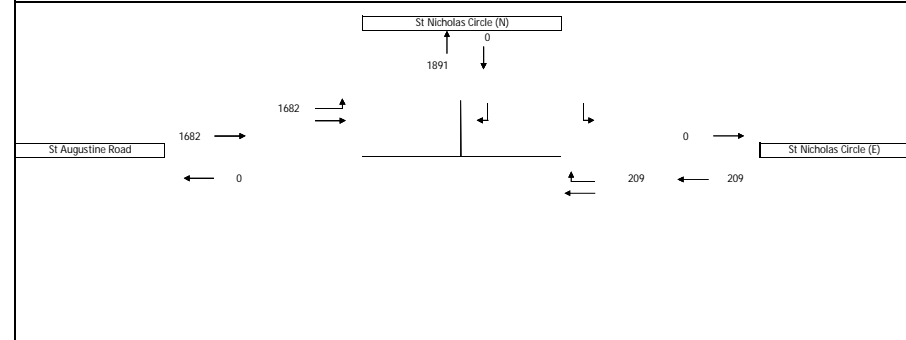 St Nicholas Circle (N)
0
1891
1682
1682
0
St Augustine Road
St Nicholas Circle (E)
0
209
209